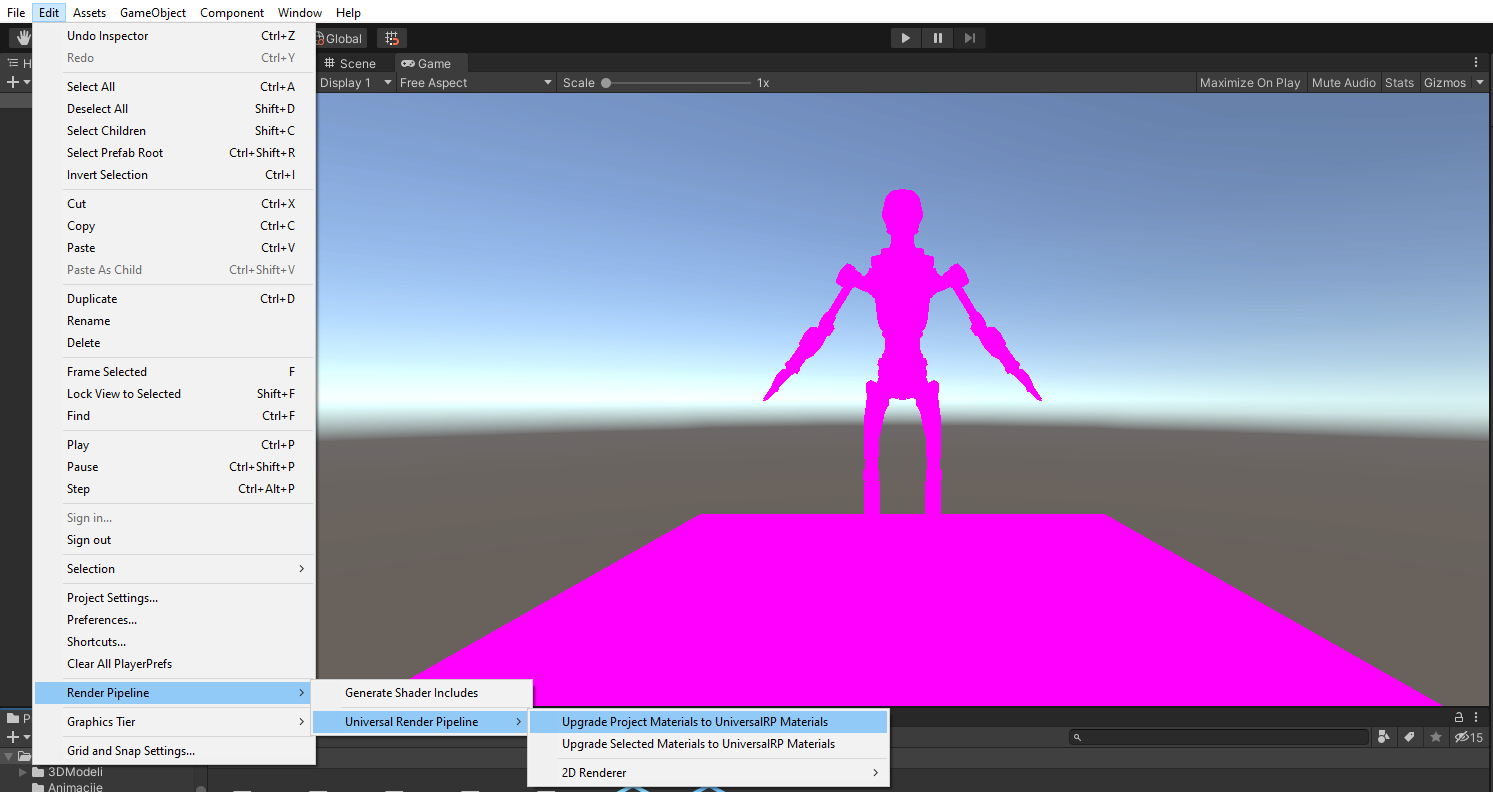 File Edit Assets GameObject Component Window Help
Undo Inspector Ctrl+Z
Redo Ctrl+Y
Select All Ctrl+A
Deselect All Shift+D
Select Children Shift+C
Select Prefab Root Ctrl+Shift+R
Invert Selection Ctrl+I
Cut Ctrl+X
Copy Ctrl+C
Paste Ctrl+V
Paste As Child Ctrl+Shift+V
Duplicate Ctrl+D
Rename
Delete
Frame Selected F
Lock View to Selected Shift+F
Find Ctrl+F
Play Ctrl+P
Pause Ctrl+Shift+P
Step Ctrl+Alt+P
Sign in...
Sign out
Selection
Project Settings...
Preferences...
Shortcuts...
Clear All PlayerPrefs
Render Pipeline
Graphics Tier
Grid and Snap Settings...
Generate Shader Includes
Universal Render Pipeline
Upgrade Project Materials to UniversalRP Materials
Upgrade Selected Materials to UniversalRP Materials
2D Renderer
Global
Scene Game
Display 1 Free Aspect Scale 1x Maximize On Play Mute Audio Stats Gizmos
15
3DModeli
Animacije